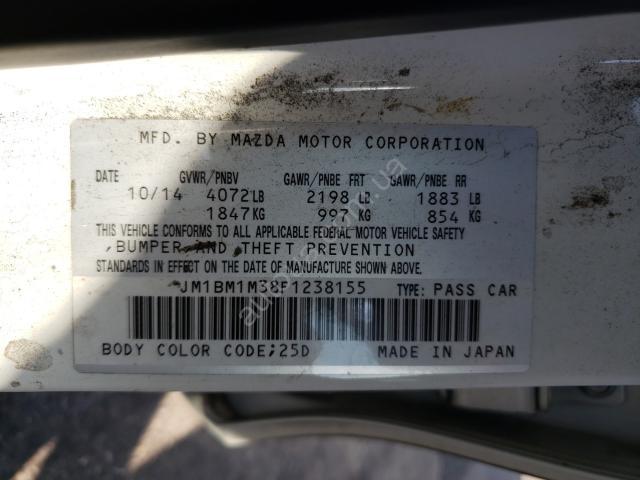 MFD. BY MAZDA MOTOR CORPORATION
DATE GVWR/PNBV GAWR/PNBE FRT GAWR/PNBE RR
10/14 4072LB 2198 LB 1883 LB
1847KG 997KG 854 KG
THIS VEHICLE CONFORMS TO ALL APPLICABLE FEDERAL MOTOR VEHICLE SAFETY
,BUMPER AND THEFT PREVENTION
STANDARDS IN EFFECT ON THE DATE OF MANUFACTURE SHOWN ABOVE.
JM1BM1M38F1238155 TYPE: PASS CAR
BODY COLOR CODE;25D MADE IN JAPAN